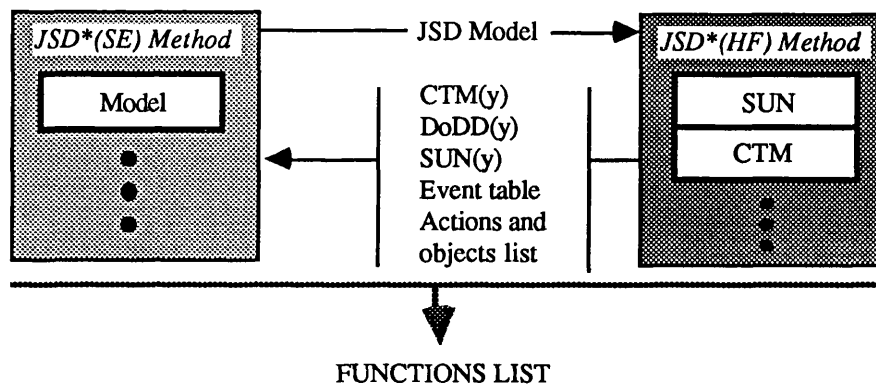 JSD*(SE) Method
JSD Model
JSD*(HF) Method
Model
CTM(y)
DoDD(y)
SUN(y)
Event table
Actions and
objects list
SUN
CTM
FUNCTIONS LIST